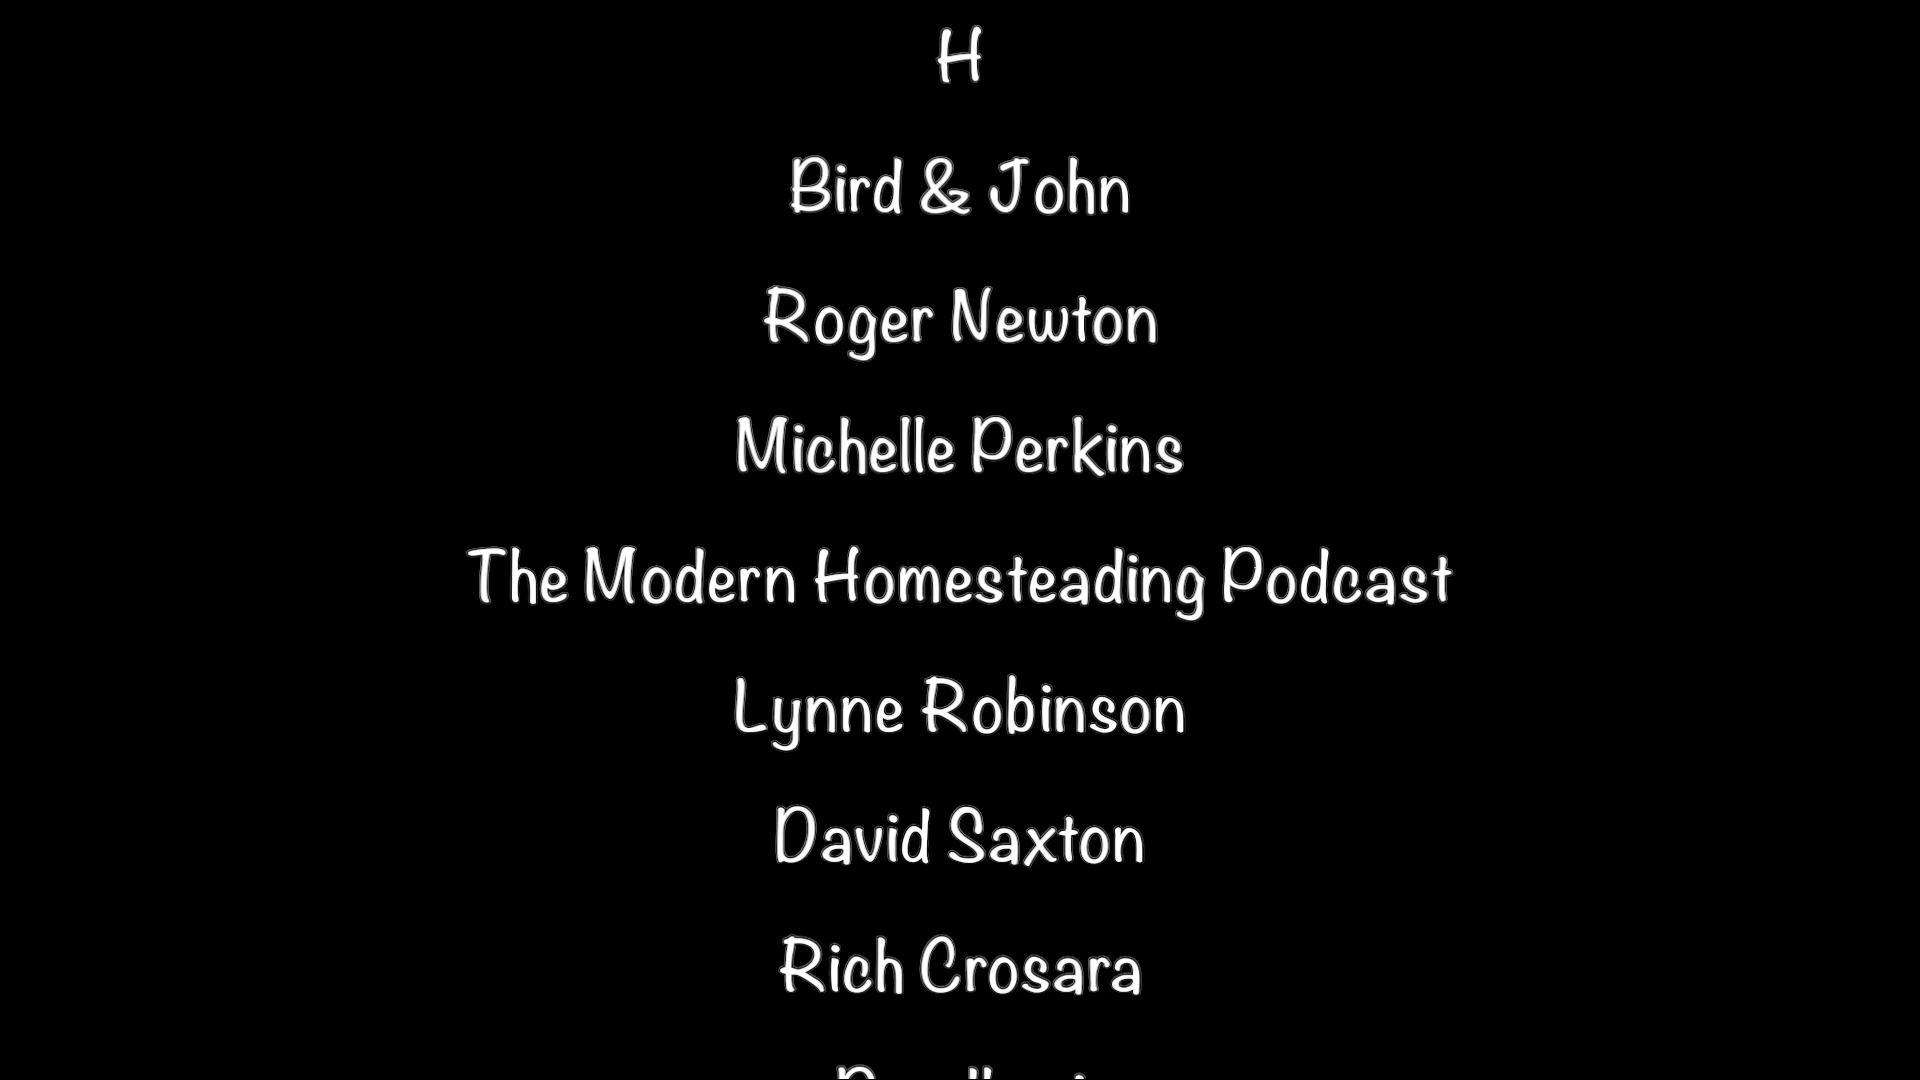 H
Bird & John
Roger Newton
Michelle Perkins
The Modern Homesteading Podcast
Lynne Robinson
David Saxton
Rich Crosara